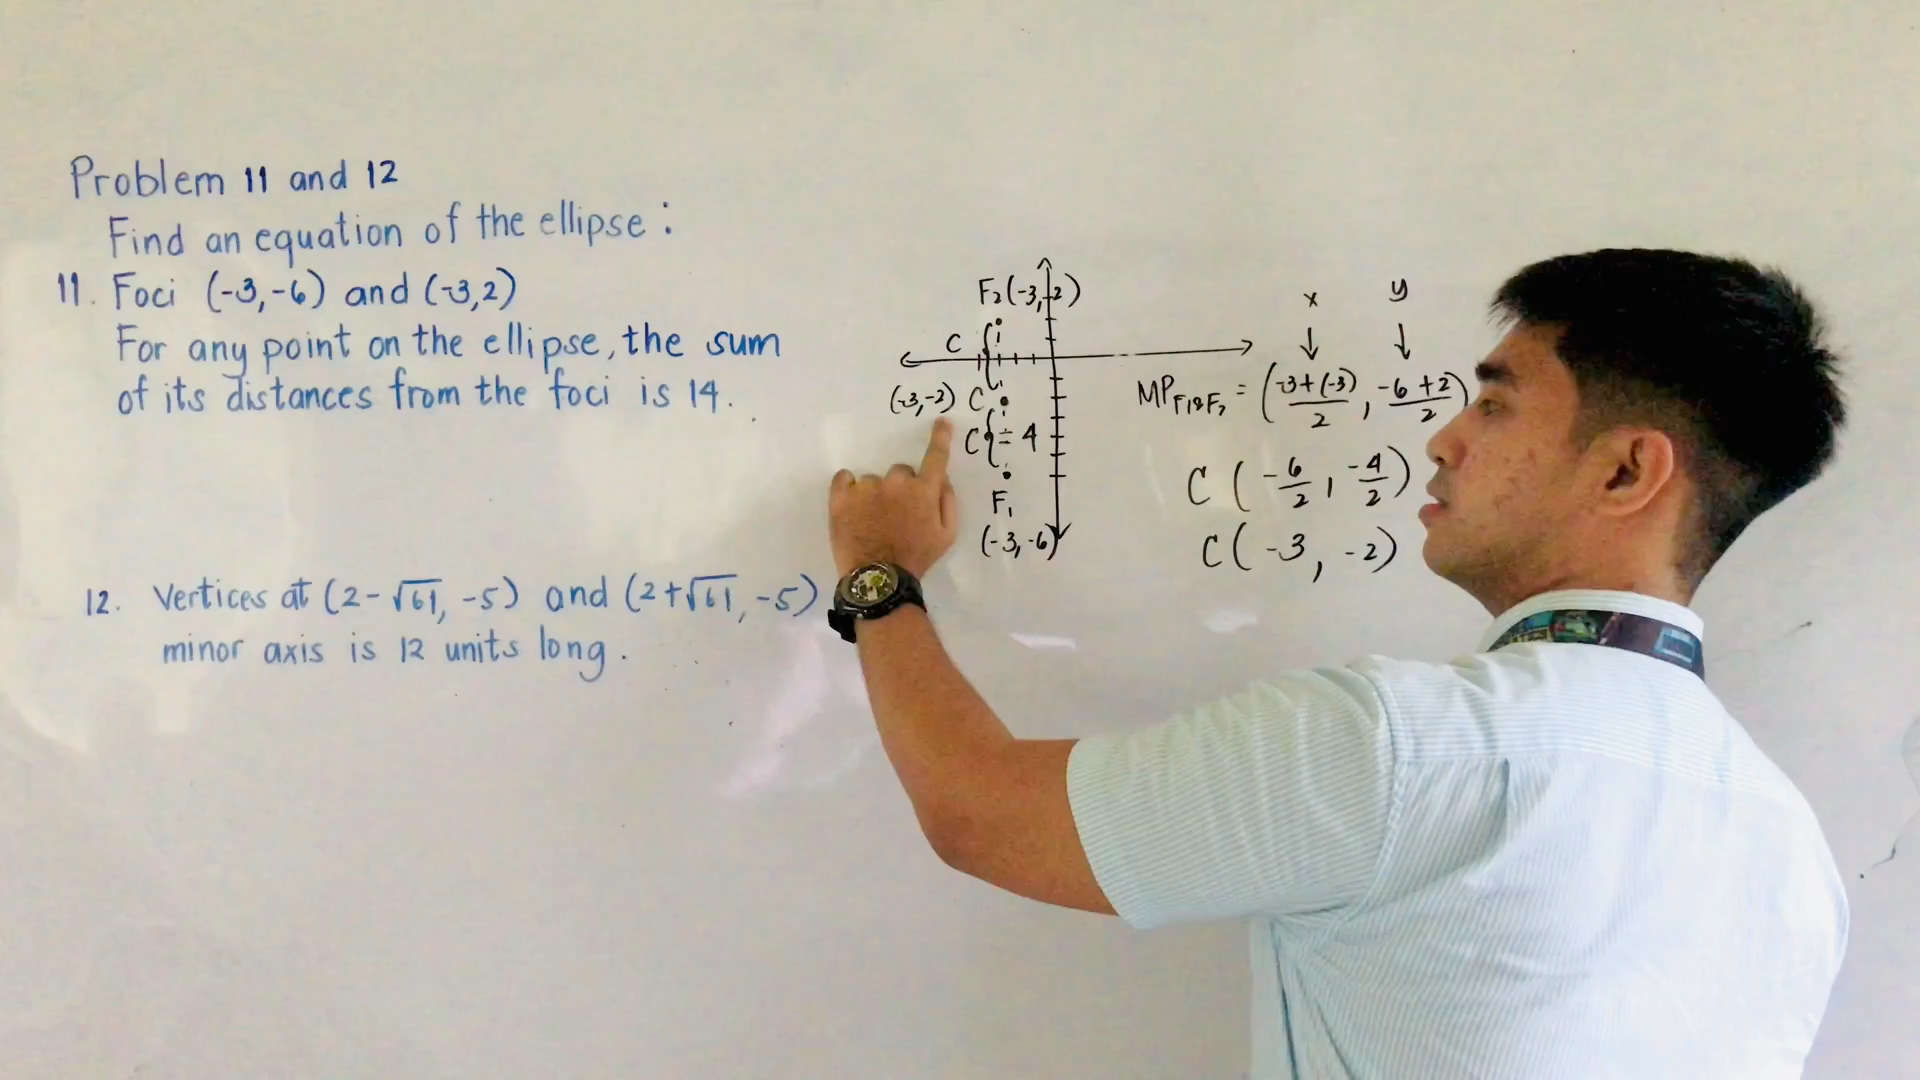 Problem 11 and 12
Find an equation of the ellipse:
11. Foci (-3,-6) and (-3,2)
For any point on the ellipse, the sum
of its distances from the foci is 14.
12. Vertices at (2-√61, -5) and (2+√61, -5)
minor axis is 12 units long.
F₂(-3, 2)
C
(-3,-2) C
C = 4
F₁
(-3, -6)
x y
↓ ↓
MP F₁&F₂ = (-3+(-3)/2, -6+2/2)
C (-6/2, -4/2)
C (-3, -2)